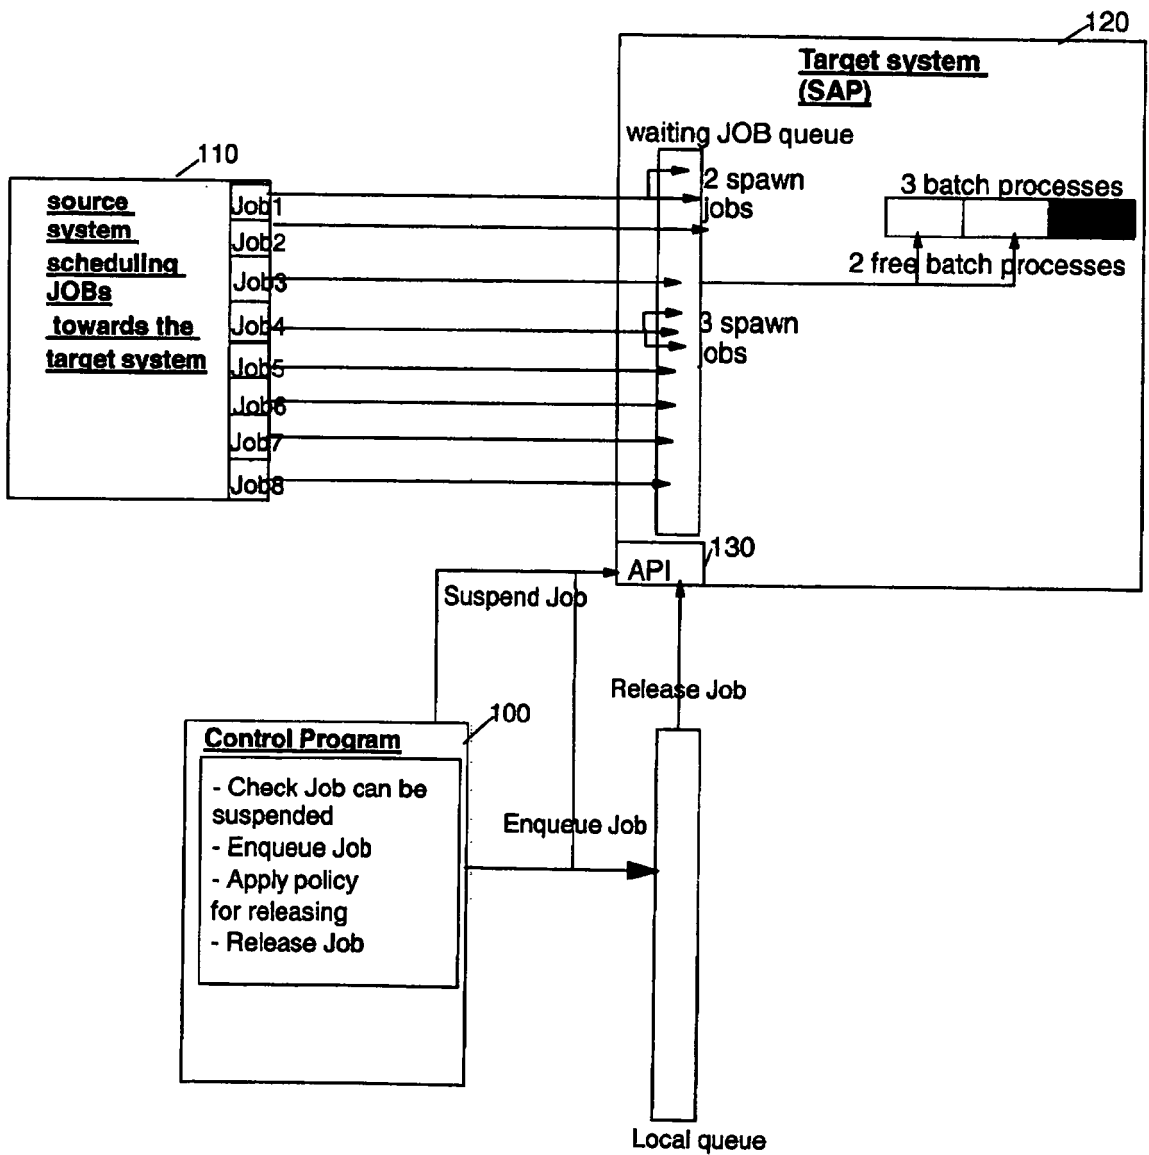 120
Target system
(SAP)
waiting JOB queue
110
source
system
scheduling
JOBs
towards the
target system
Job1
Job2
Job3
Job4
Job5
Job6
Job7
Job8
2 spawn
jobs
3 batch processes
2 free batch processes
3 spawn
jobs
130
API
Suspend Job
Release Job
100
Control Program
- Check Job can be
suspended
- Enqueue Job
- Apply policy
for releasing
- Release Job
Enqueue Job
Local queue